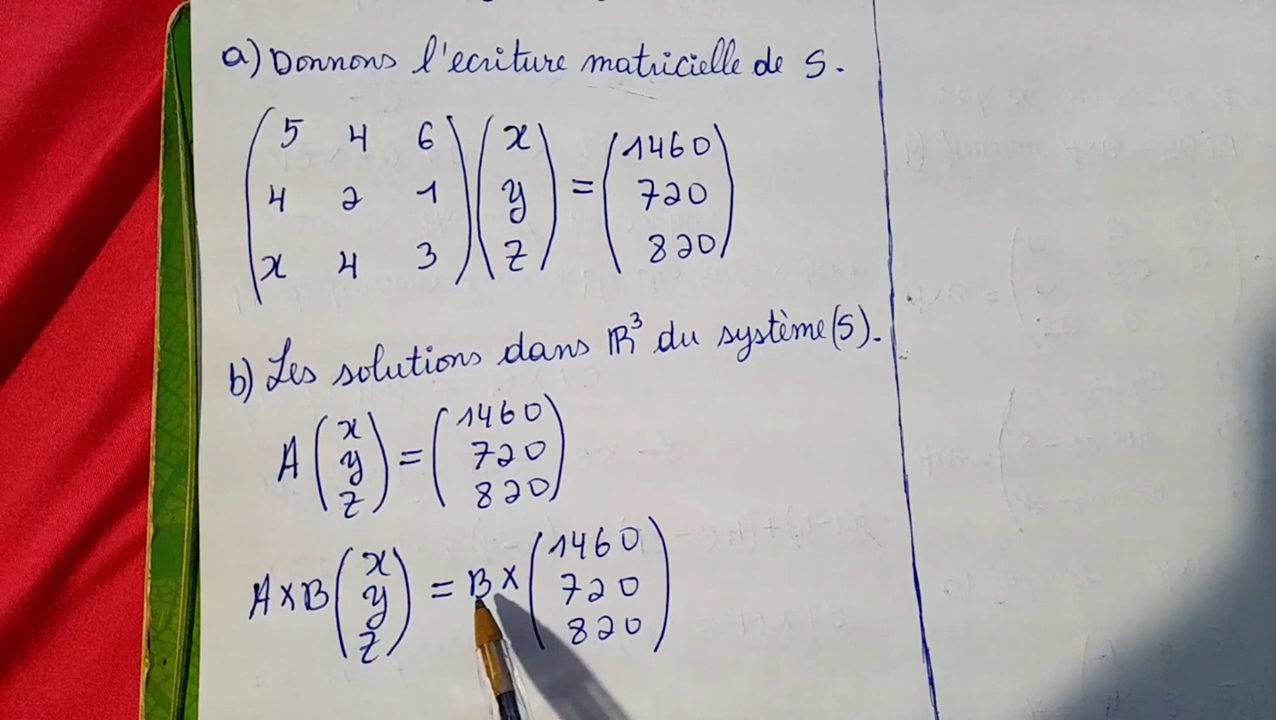 a) Donnons l'ecriture matricielle de S.
( 5 4 6 ) ( x ) = ( 1460 )
( 4 2 1 ) ( y ) = ( 720 )
( x 4 3 ) ( z ) = ( 820 )
b) Les solutions dans ℝ³ du système (S).
A ( x y z ) = ( 1460 720 820 )
A×B ( x y z ) = B× ( 1460 720 820 )